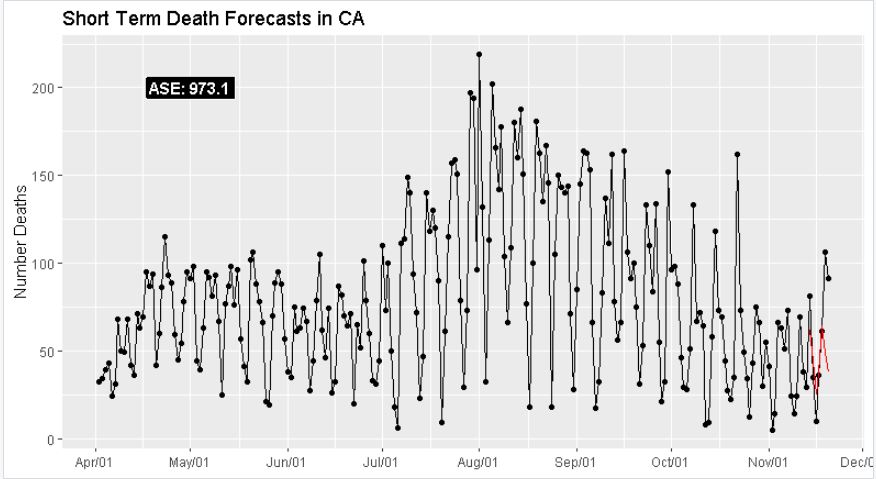 Short Term Death Forecasts in CA
ASE: 973.1
200
150
100
50
0
Number Deaths
Apr/01 May/01 Jun/01 Jul/01 Aug/01 Sep/01 Oct/01 Nov/01 Dec/0